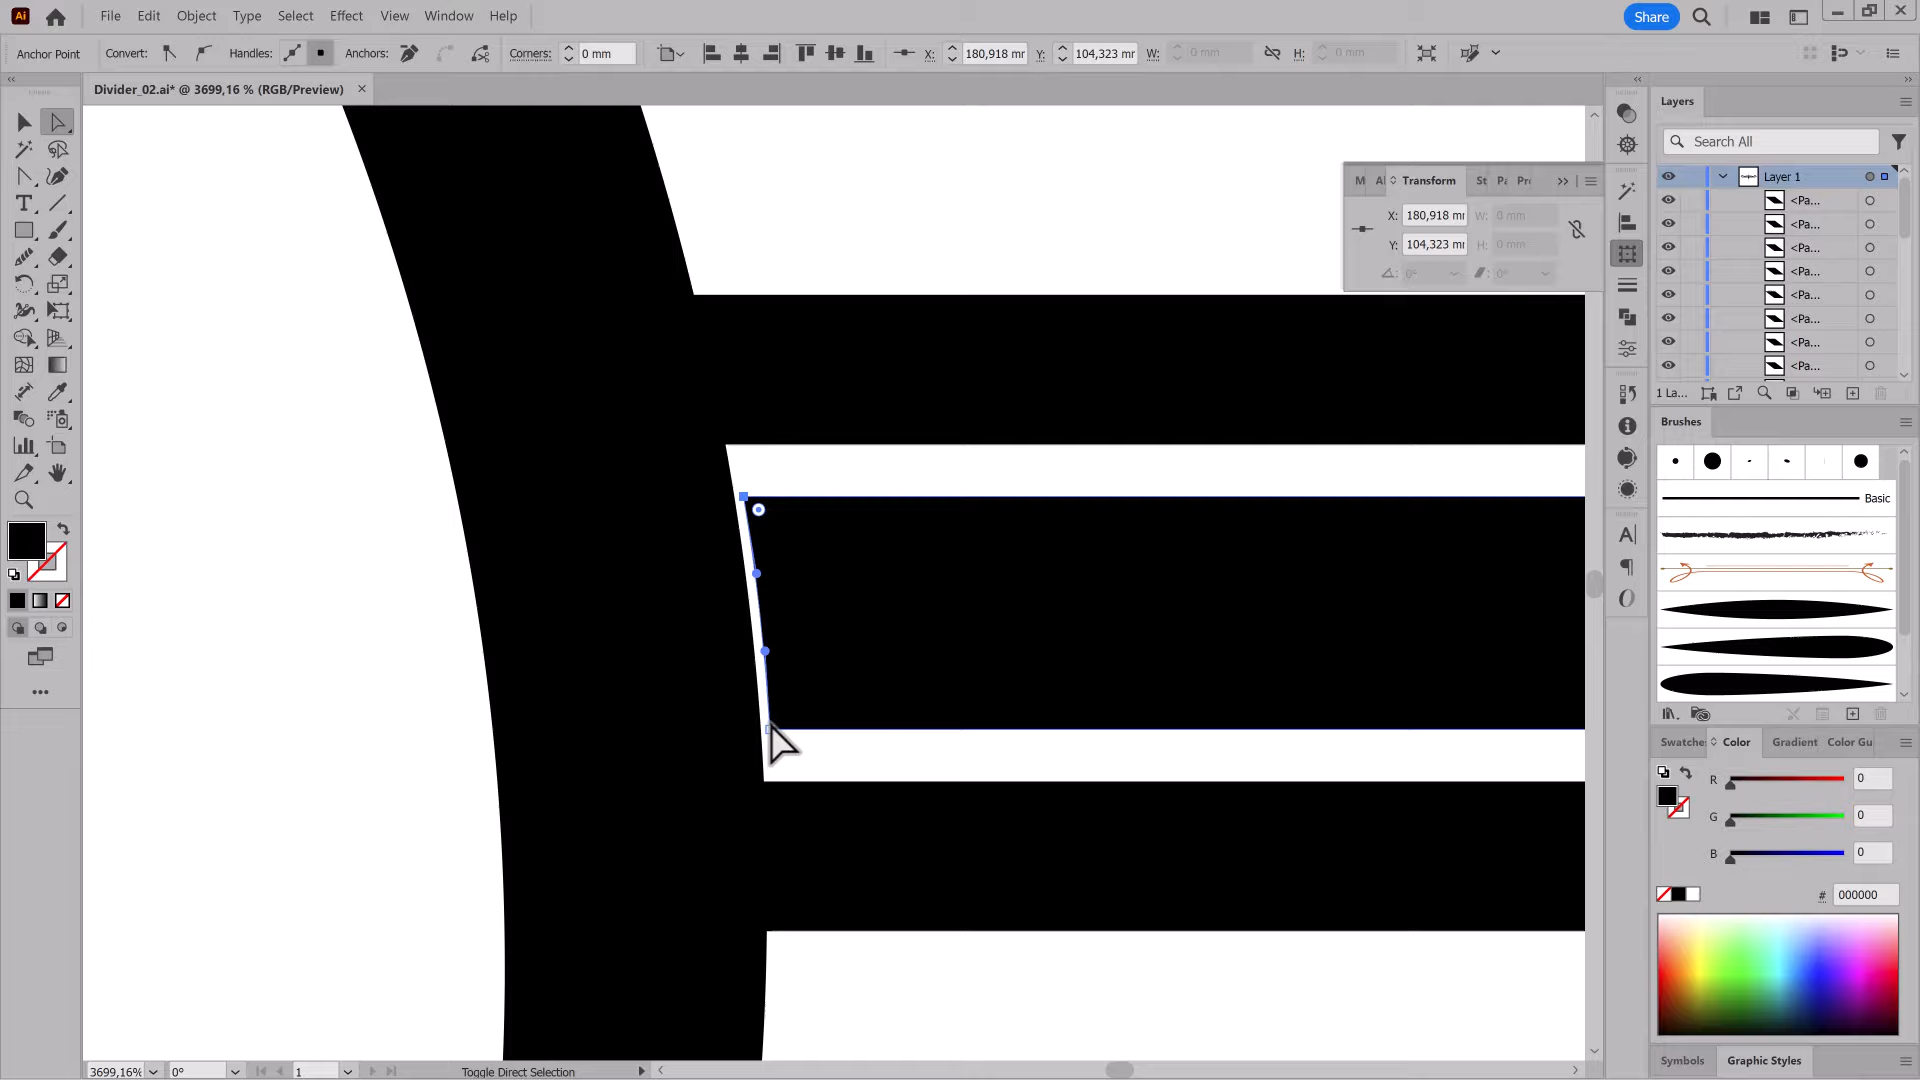 Ai File Edit Object Type Select Effect View Window Help Share
Anchor Point Convert: Handles: Anchors: Corners: 0 mm X: 180,918 mm Y: 104,323 mm W: 0 mm H: 0 mm
Divider_02.ai* @ 3699,16 % (RGB/Preview) ×
Layers
Search All
Layer 1
<Pa...
<Pa...
<Pa...
<Pa...
<Pa...
<Pa...
<Pa...
<Pa...
1 La...
M Al Transform St Pa Pr
X: 180,918 mm W: 0 mm
Y: 104,323 mm H: 0 mm
0° 0°
Brushes
Basic
Swatches Color Gradient Color Gu
R 0
G 0
B 0
# 000000
Symbols Graphic Styles
3699,16% 0° 1 Toggle Direct Selection